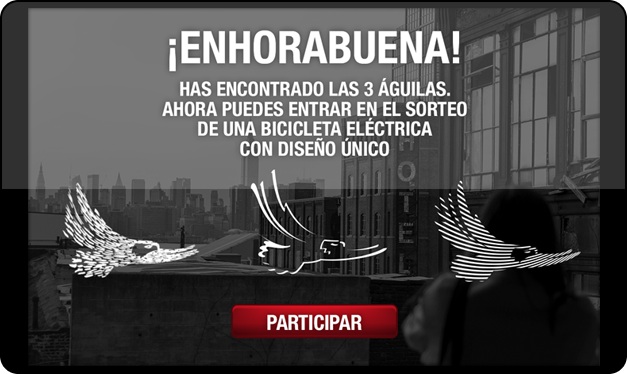 ¡ENHORABUENA!
HAS ENCONTRADO LAS 3 ÁGUILAS.
AHORA PUEDES ENTRAR EN EL SORTEO
DE UNA BICICLETA ELÉCTRICA
CON DISEÑO ÚNICO
HOTEL
PARTICIPAR